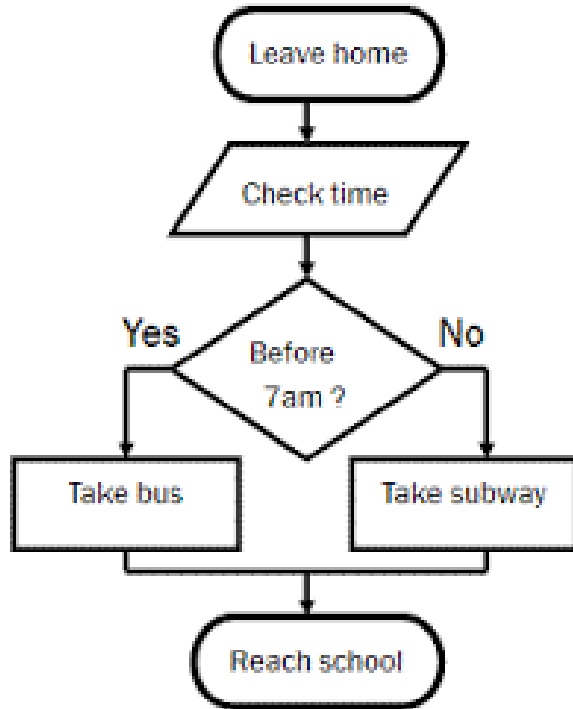 Leave home
Check time
Yes
No
Before
7am ?
Take bus
Take subway
Reach school